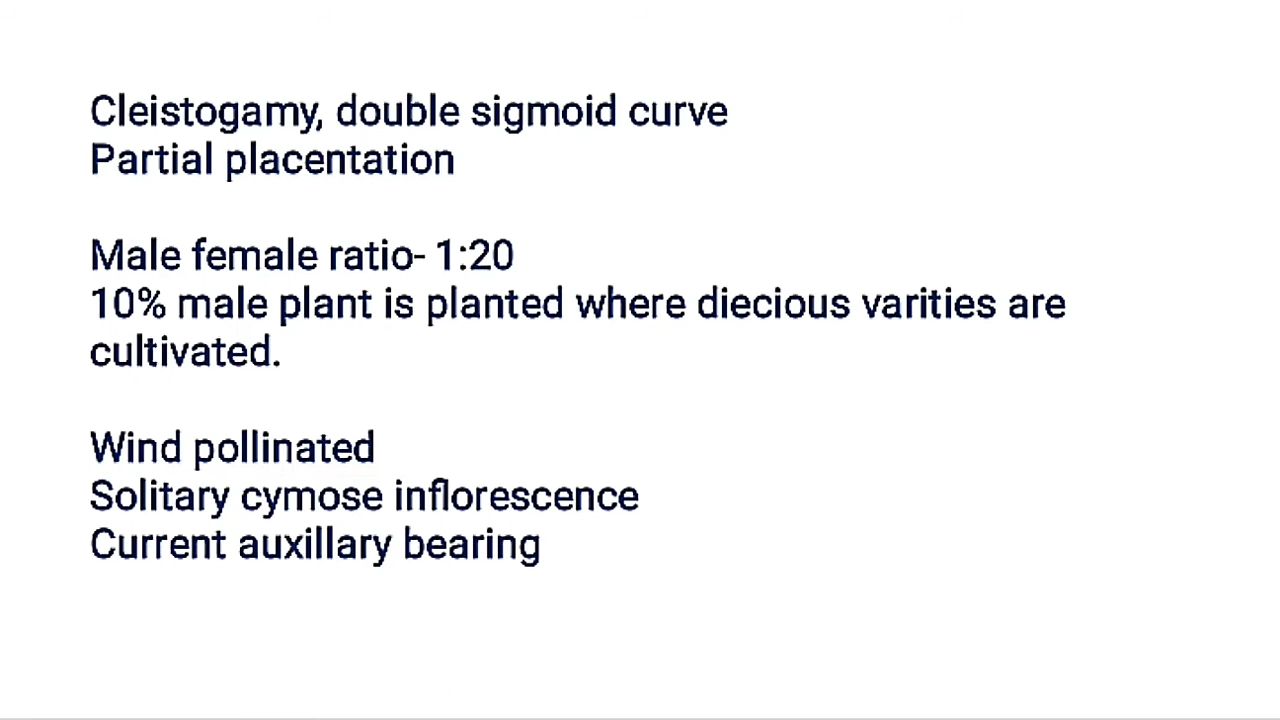 Cleistogamy, double sigmoid curve
Partial placentation
Male female ratio- 1:20
10% male plant is planted where diecious varities are
cultivated.
Wind pollinated
Solitary cymose inflorescence
Current auxillary bearing